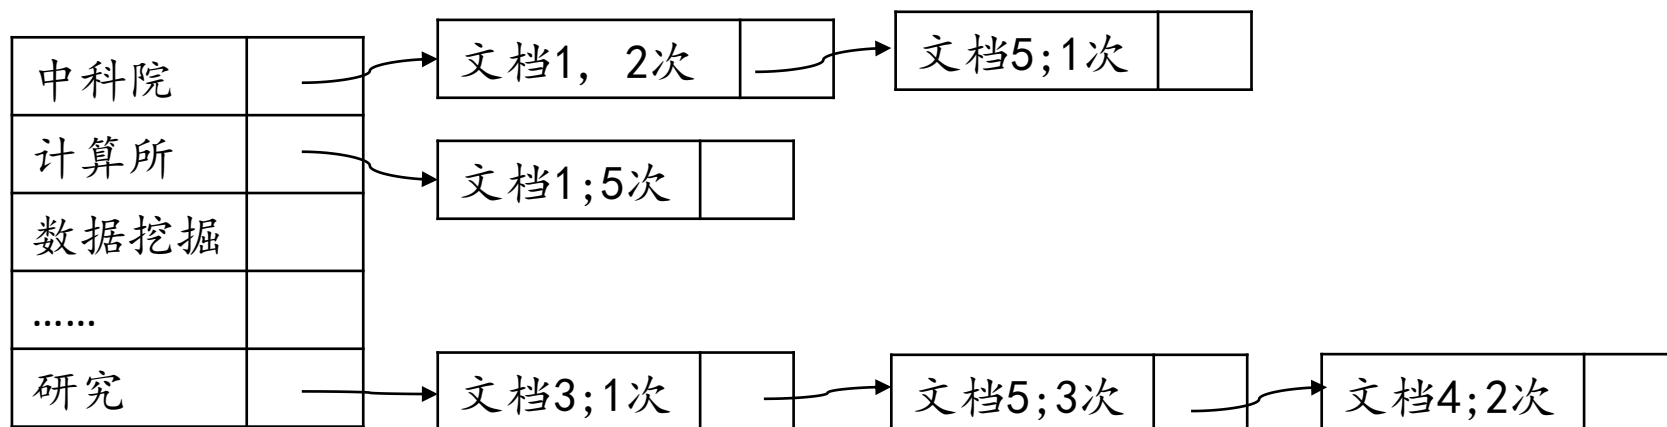 中科院 文档1, 2次 文档5;1次
计算所 文档1;5次
数据挖掘
……
研究 文档3;1次 文档5;3次 文档4;2次